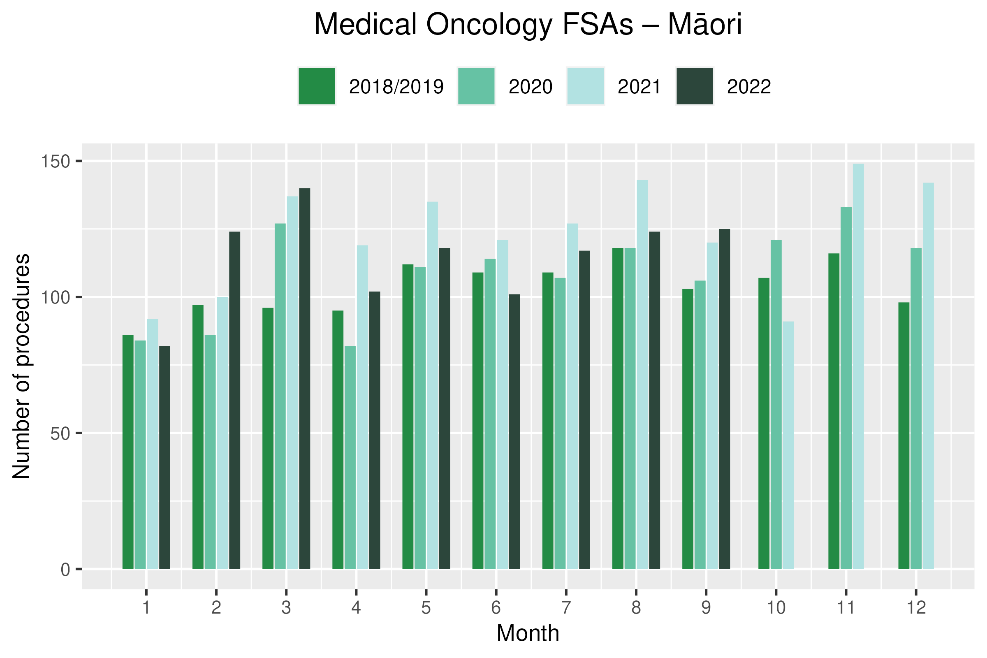 Medical Oncology FSAs – Māori
2018/2019 2020 2021 2022
Number of procedures
150
100
50
0
1 2 3 4 5 6 7 8 9 10 11 12
Month